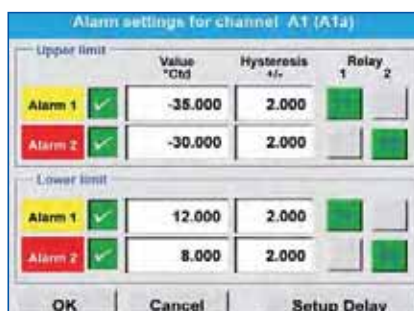 Alarm settings for channel A1 (A1a)
Upper limit
Value Hysteresis Relay
°Ctd +/- 1 2
Alarm 1 -35.000 2.000
Alarm 2 -30.000 2.000
Lower limit
Alarm 1 12.000 2.000
Alarm 2 8.000 2.000
OK Cancel Setup Delay